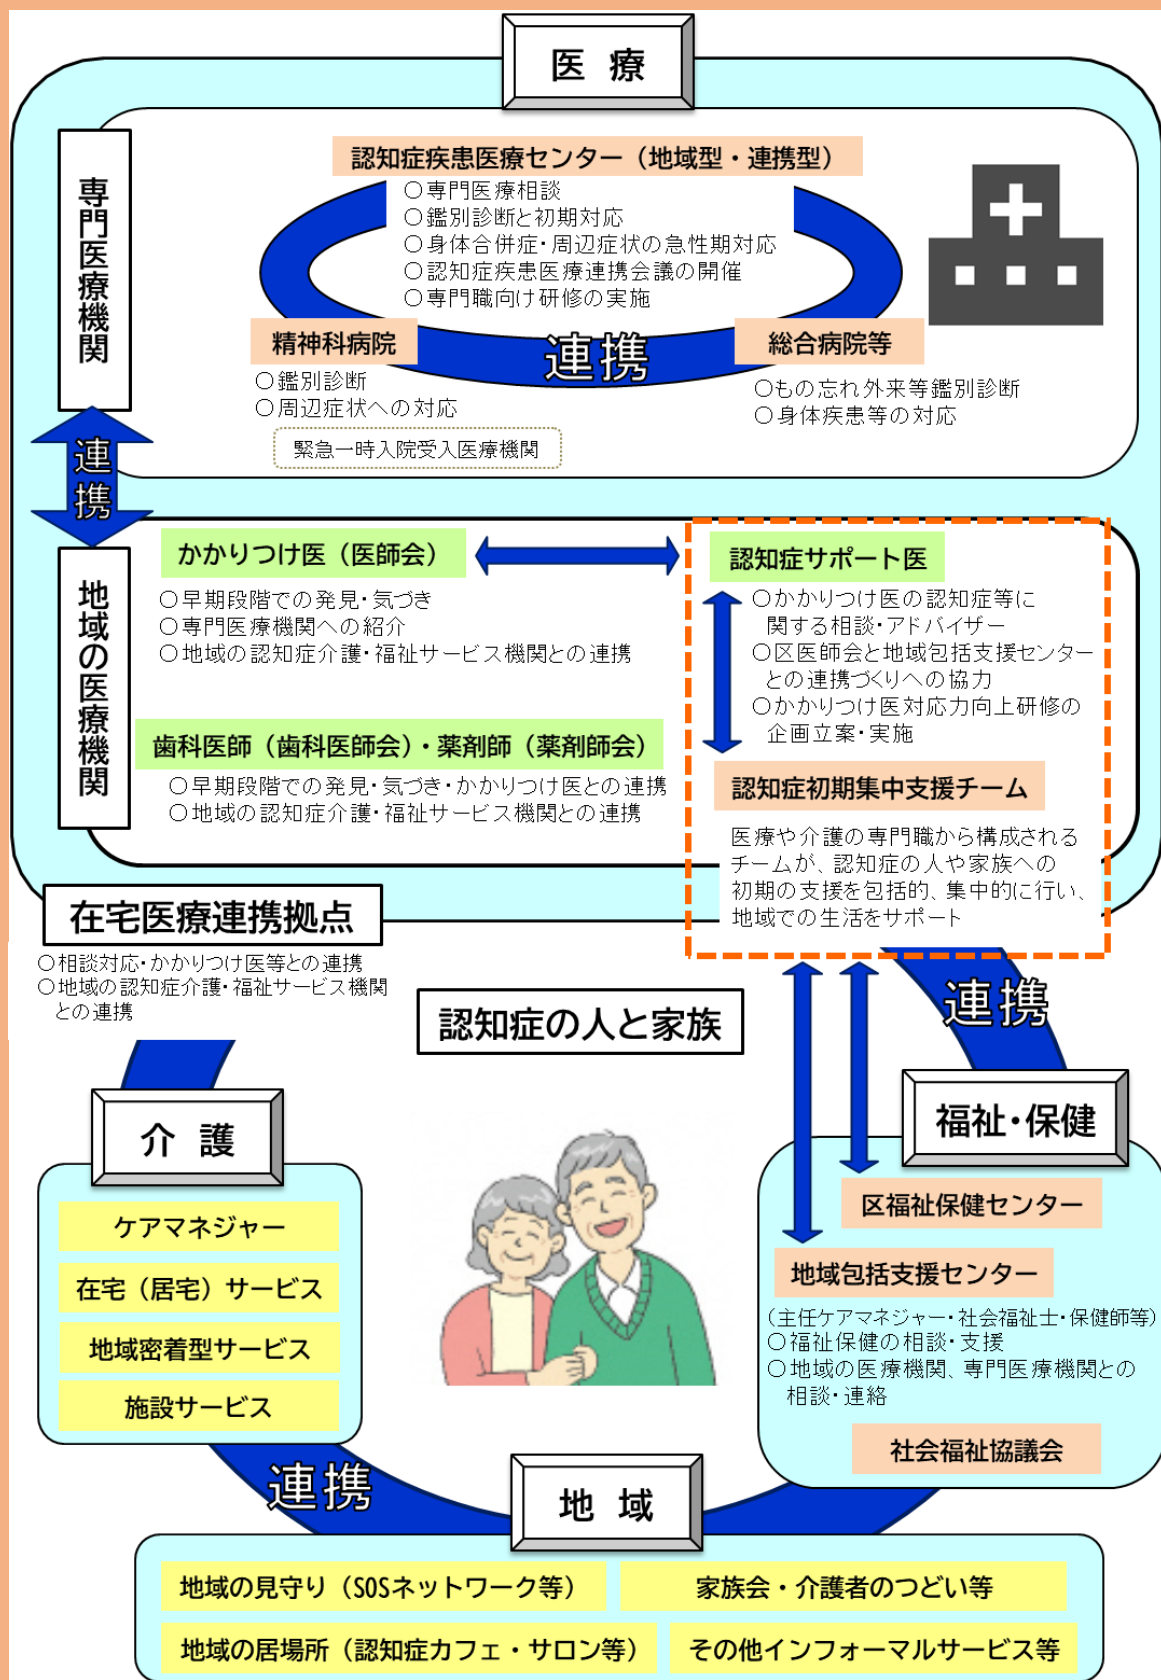 医 療
専門医療機関
認知症疾患医療センター（地域型・連携型）
○専門医療相談
○鑑別診断と初期対応
○身体合併症・周辺症状の急性期対応
○認知症疾患医療連携会議の開催
○専門職向け研修の実施
精神科病院
連携
総合病院等
○鑑別診断
○周辺症状への対応
○もの忘れ外来等鑑別診断
○身体疾患等の対応
緊急一時入院受入医療機関
連携
地域の医療機関
かかりつけ医（医師会）
○早期段階での発見・気づき
○専門医療機関への紹介
○地域の認知症介護・福祉サービス機関との連携
歯科医師（歯科医師会）・薬剤師（薬剤師会）
○早期段階での発見・気づき・かかりつけ医との連携
○地域の認知症介護・福祉サービス機関との連携
認知症サポート医
○かかりつけ医の認知症等に
関する相談・アドバイザー
○区医師会と地域包括支援センター
との連携づくりへの協力
○かかりつけ医対応力向上研修の
企画立案・実施
認知症初期集中支援チーム
医療や介護の専門職から構成される
チームが、認知症の人や家族への
初期の支援を包括的、集中的に行い、
地域での生活をサポート
在宅医療連携拠点
○相談対応・かかりつけ医等との連携
○地域の認知症介護・福祉サービス機関
との連携
認知症の人と家族
連携
介 護
ケアマネジャー
在宅（居宅）サービス
地域密着型サービス
施設サービス
福祉・保健
区福祉保健センター
地域包括支援センター
（主任ケアマネジャー・社会福祉士・保健師等）
○福祉保健の相談・支援
○地域の医療機関、専門医療機関との
相談・連絡
社会福祉協議会
連携
地 域
地域の見守り（SOSネットワーク等）
家族会・介護者のつどい等
地域の居場所（認知症カフェ・サロン等）
その他インフォーマルサービス等